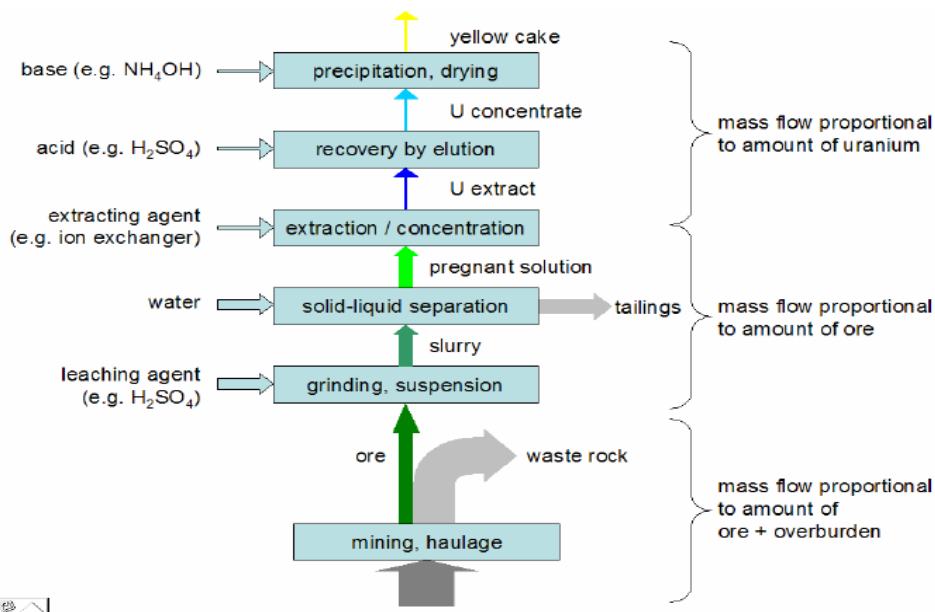 yellow cake
base (e.g. NH₄OH)
precipitation, drying
U concentrate
mass flow proportional
to amount of uranium
acid (e.g. H₂SO₄)
recovery by elution
U extract
extracting agent
(e.g. ion exchanger)
extraction / concentration
pregnant solution
water
solid-liquid separation
tailings
mass flow proportional
to amount of ore
slurry
leaching agent
(e.g. H₂SO₄)
grinding, suspension
ore
waste rock
mass flow proportional
to amount of
ore + overburden
mining, haulage